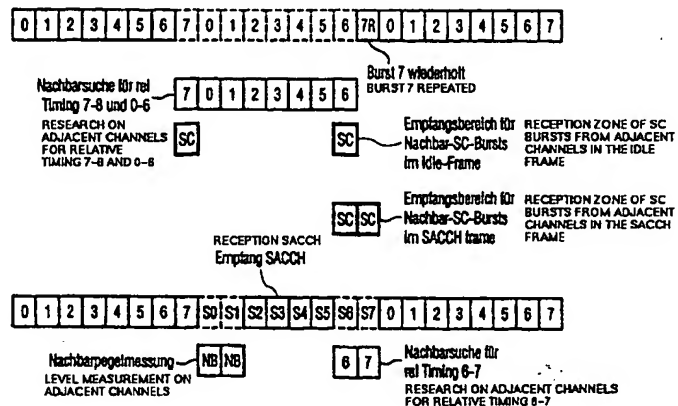 0 1 2 3 4 5 6 7 0 1 2 3 4 5 6 7R 0 1 2 3 4 5 6 7
Burst 7 wiederholt
BURST 7 REPEATED
Nachbarsuche für rel
Timing 7-8 und 0-6
7 0 1 2 3 4 5 6
RESEARCH ON
ADJACENT CHANNELS
FOR RELATIVE
TIMING 7-8 AND 0-6
SC
SC
Empfangsbereich für
Nachbar-SC-Bursts
im Idle-Frame
RECEPTION ZONE OF SC
BURSTS FROM ADJACENT
CHANNELS IN THE IDLE
FRAME
SC SC
Empfangsbereich für
Nachbar-SC-Bursts
im SACCH frame
RECEPTION ZONE OF SC
BURSTS FROM ADJACENT
CHANNELS IN THE SACCH
FRAME
RECEPTION SACCH
Empfang SACCH
0 1 2 3 4 5 6 7 S0 S1 S2 S3 S4 S5 S6 S7 0 1 2 3 4 5 6 7
Nachbarpegelmessung
LEVEL MEASUREMENT ON
ADJACENT CHANNELS
NB NB
6 7
Nachbarsuche für
rel Timing 6-7
RESEARCH ON ADJACENT CHANNELS
FOR RELATIVE TIMING 6-7